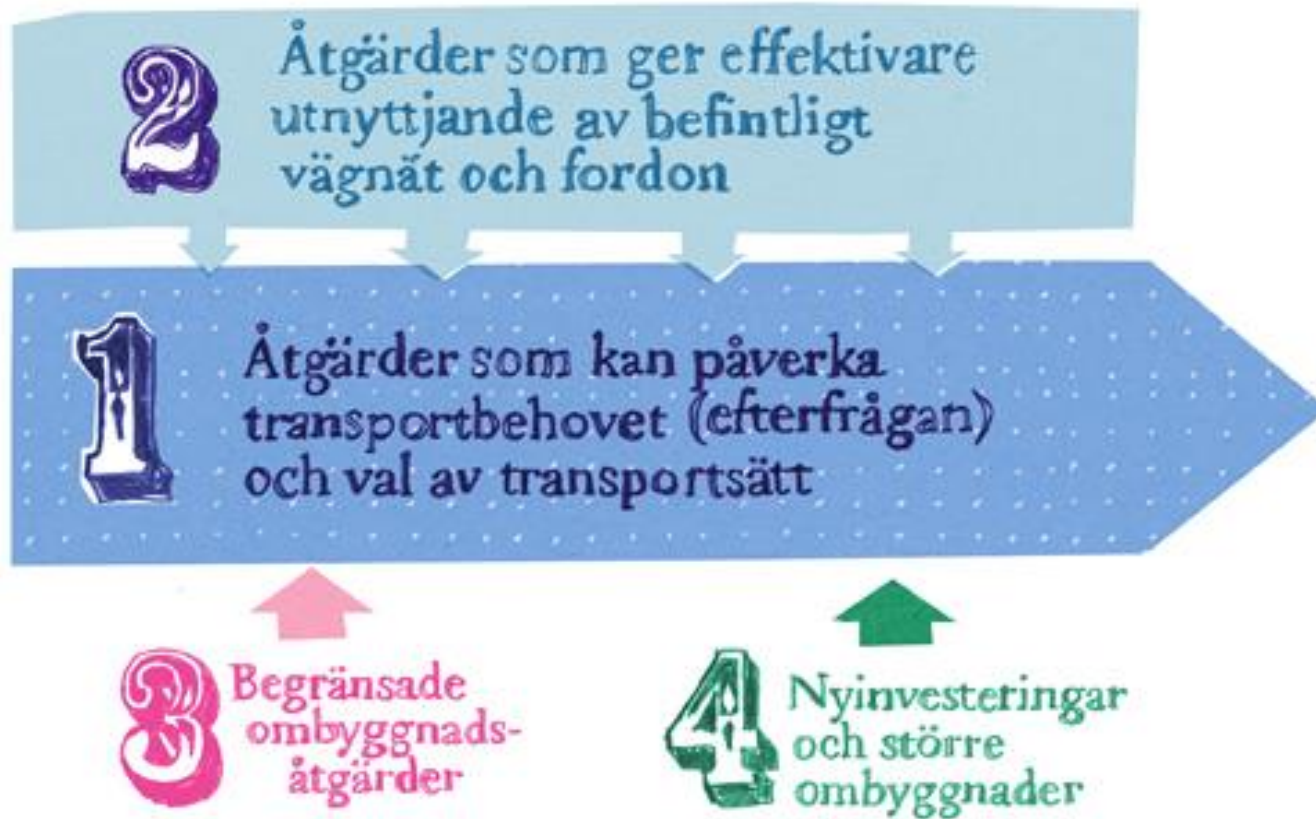 2 Åtgärder som ger effektivare
utnyttjande av befintligt
vägnät och fordon
1 Åtgärder som kan påverka
transportbehovet (efterfrågan)
och val av transportsätt
3 Begränsade
ombyggnads-
åtgärder
4 Nyinvesteringar
och större
ombyggnader